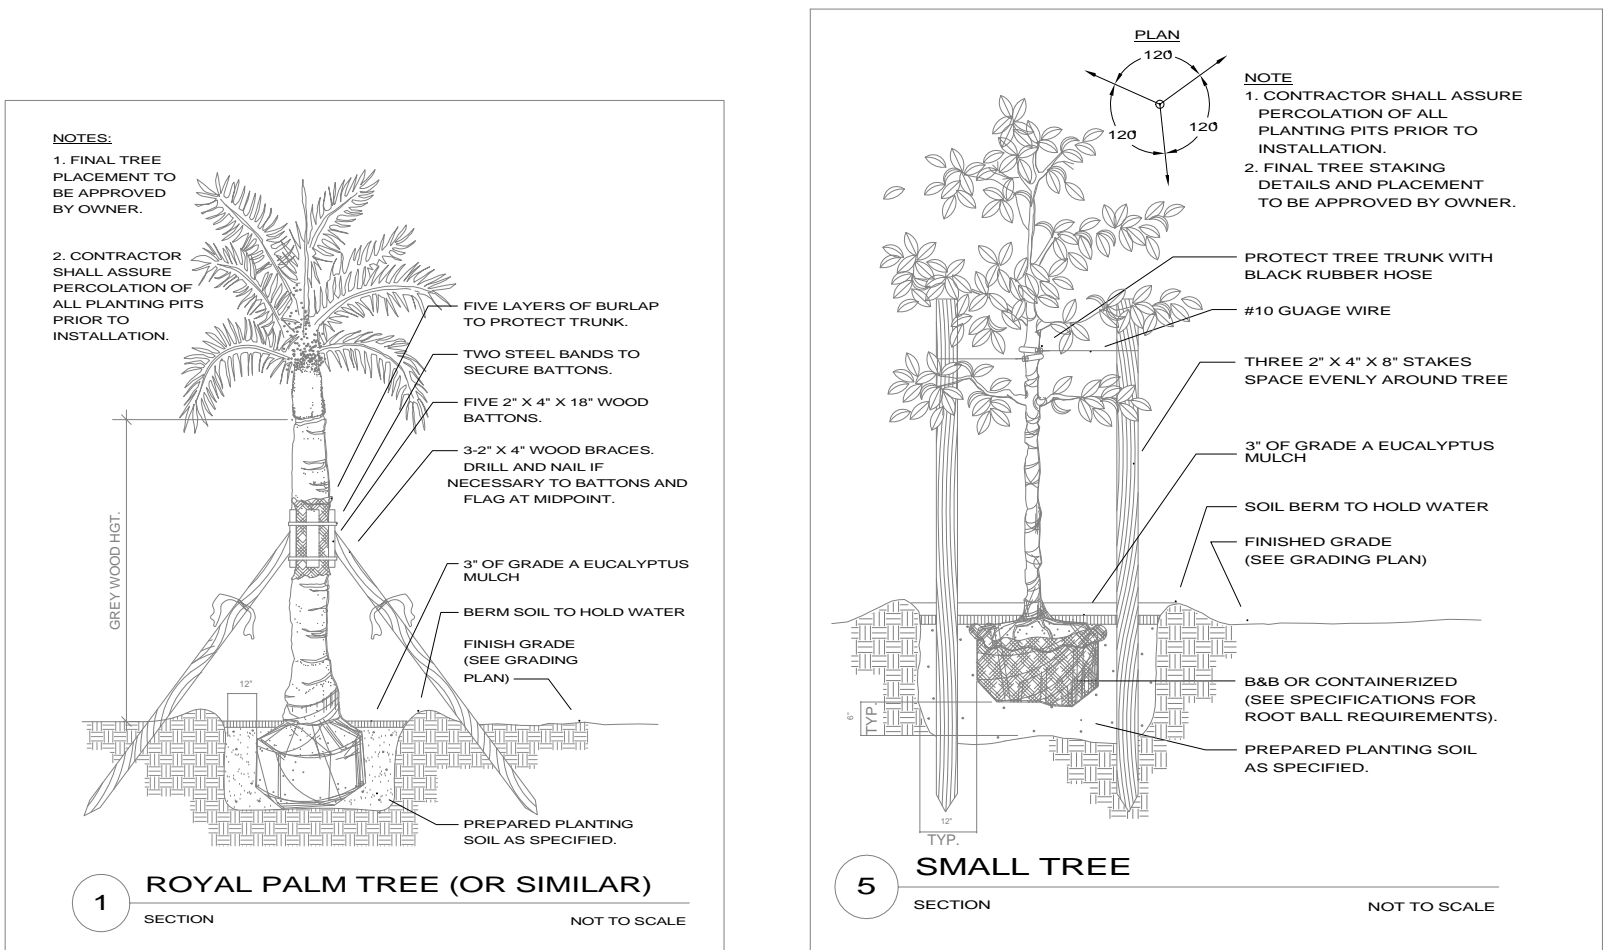 NOTES:
1. FINAL TREE
PLACEMENT TO
BE APPROVED
BY OWNER.
2. CONTRACTOR
SHALL ASSURE
PERCOLATION OF
ALL PLANTING PITS
PRIOR TO
INSTALLATION.
FIVE LAYERS OF BURLAP
TO PROTECT TRUNK.
TWO STEEL BANDS TO
SECURE BATTONS.
FIVE 2" X 4" X 18" WOOD
BATTONS.
3-2" X 4" WOOD BRACES.
DRILL AND NAIL IF
NECESSARY TO BATTONS AND
FLAG AT MIDPOINT.
GREY WOOD HGT.
3" OF GRADE A EUCALYPTUS
MULCH
BERM SOIL TO HOLD WATER
FINISH GRADE
(SEE GRADING
PLAN)
12"
PREPARED PLANTING
SOIL AS SPECIFIED.
1
ROYAL PALM TREE (OR SIMILAR)
SECTION
NOT TO SCALE
PLAN
120°
120°
120°
NOTE
1. CONTRACTOR SHALL ASSURE
PERCOLATION OF ALL
PLANTING PITS PRIOR TO
INSTALLATION.
2. FINAL TREE STAKING
DETAILS AND PLACEMENT
TO BE APPROVED BY OWNER.
PROTECT TREE TRUNK WITH
BLACK RUBBER HOSE
#10 GUAGE WIRE
THREE 2" X 4" X 8" STAKES
SPACE EVENLY AROUND TREE
3" OF GRADE A EUCALYPTUS
MULCH
SOIL BERM TO HOLD WATER
FINISHED GRADE
(SEE GRADING PLAN)
B&B OR CONTAINERIZED
(SEE SPECIFICATIONS FOR
ROOT BALL REQUIREMENTS).
6"
TYP.
PREPARED PLANTING SOIL
AS SPECIFIED.
12"
TYP.
5
SMALL TREE
SECTION
NOT TO SCALE